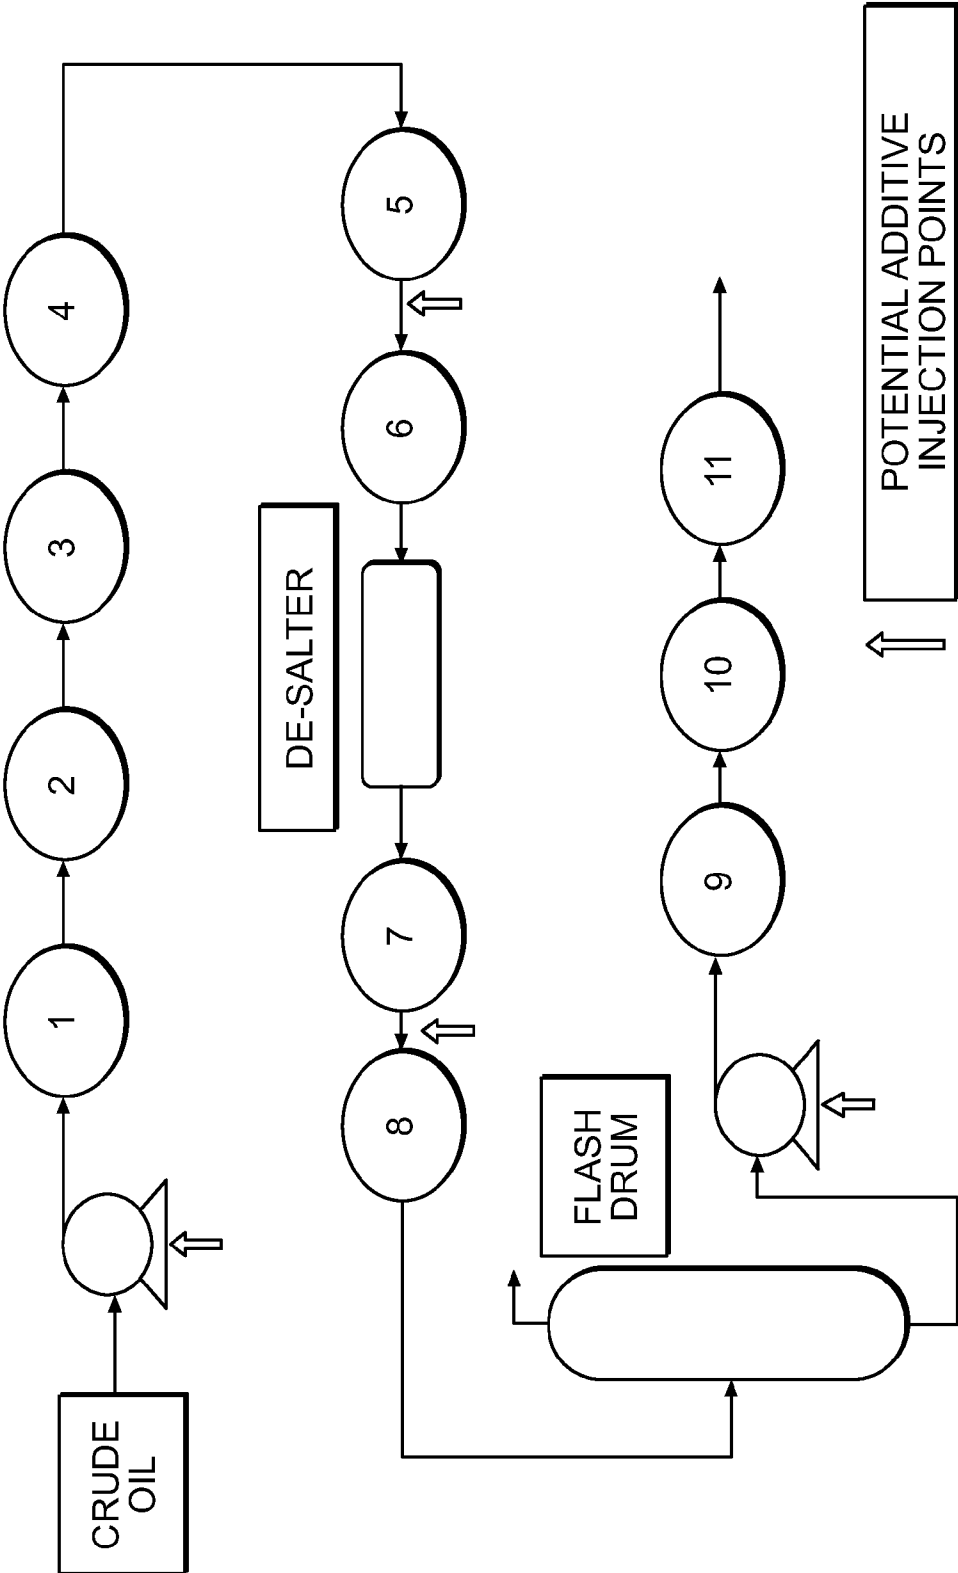 CRUDE
OIL
1
2
3
4
5
6
DE-SALTER
7
8
FLASH
DRUM
9
10
11
POTENTIAL ADDITIVE
INJECTION POINTS